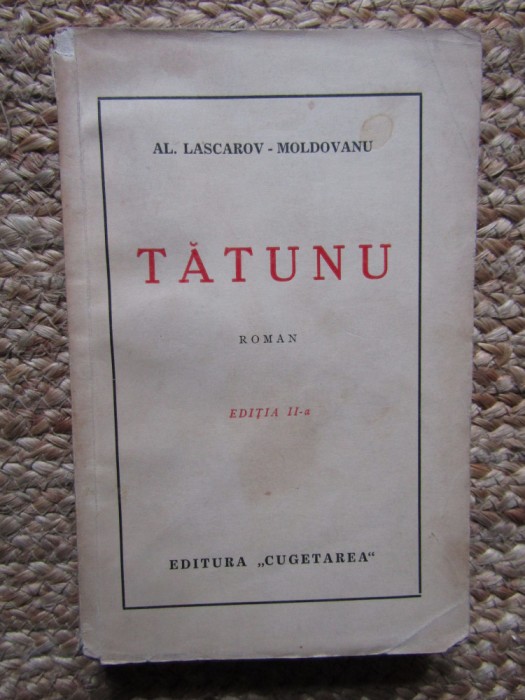 AL. LASCAROV - MOLDOVANU
TĂTUNU
ROMAN
EDIȚIA II-a
EDITURA „CUGETAREA“